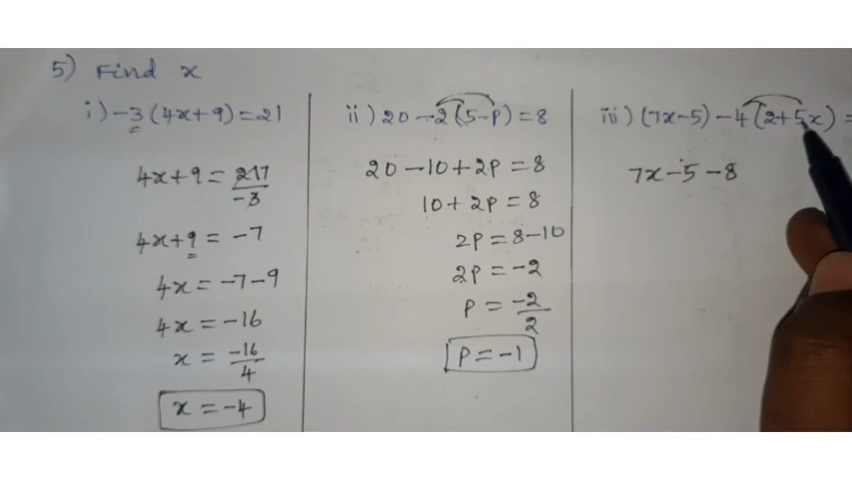 5) Find x
i) -3(4x+9)=21
4x+9 = 21 7
-3
4x+9 = -7
4x = -7-9
4x = -16
x = -16
4
x = -4
ii) 20-2(5-P)=8
20-10+2P=8
10+2P=8
2P=8-10
2P=-2
P = -2
2
P=-1
iii) (7x-5)-4(2+5x)=
7x-5-8